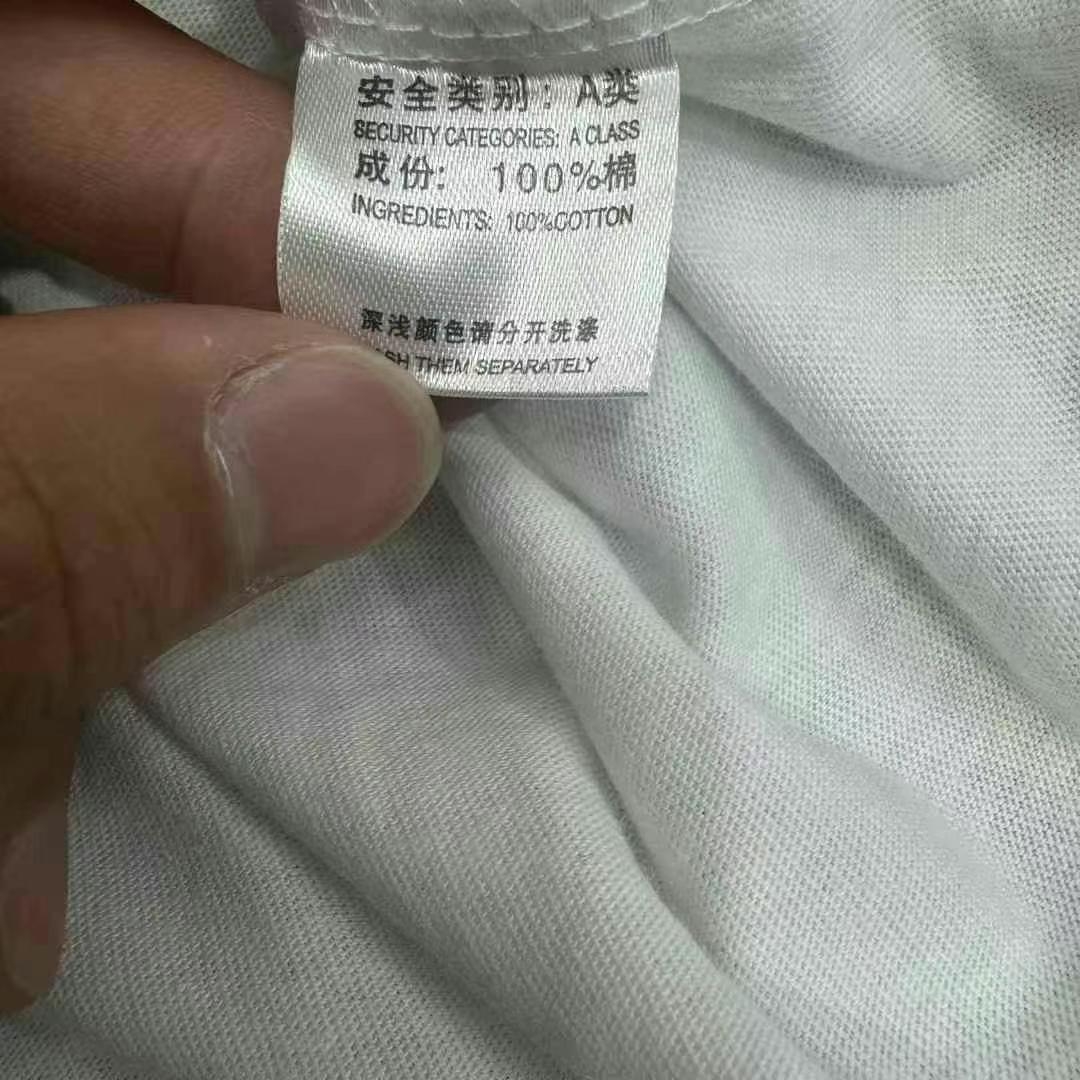 安全类别：A类
SECURITY CATEGORIES: A CLASS
成份: 100%棉
INGREDIENTS: 100%COTTON
深浅颜色请分开洗涤
THEM SEPARATELY